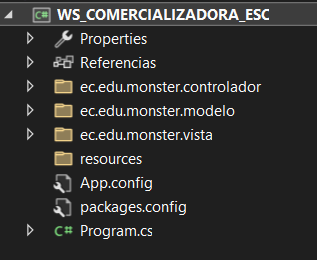 WS_COMERCIALIZADORA_ESC
Properties
Referencias
ec.edu.monster.controlador
ec.edu.monster.modelo
ec.edu.monster.vista
resources
App.config
packages.config
C# Program.cs